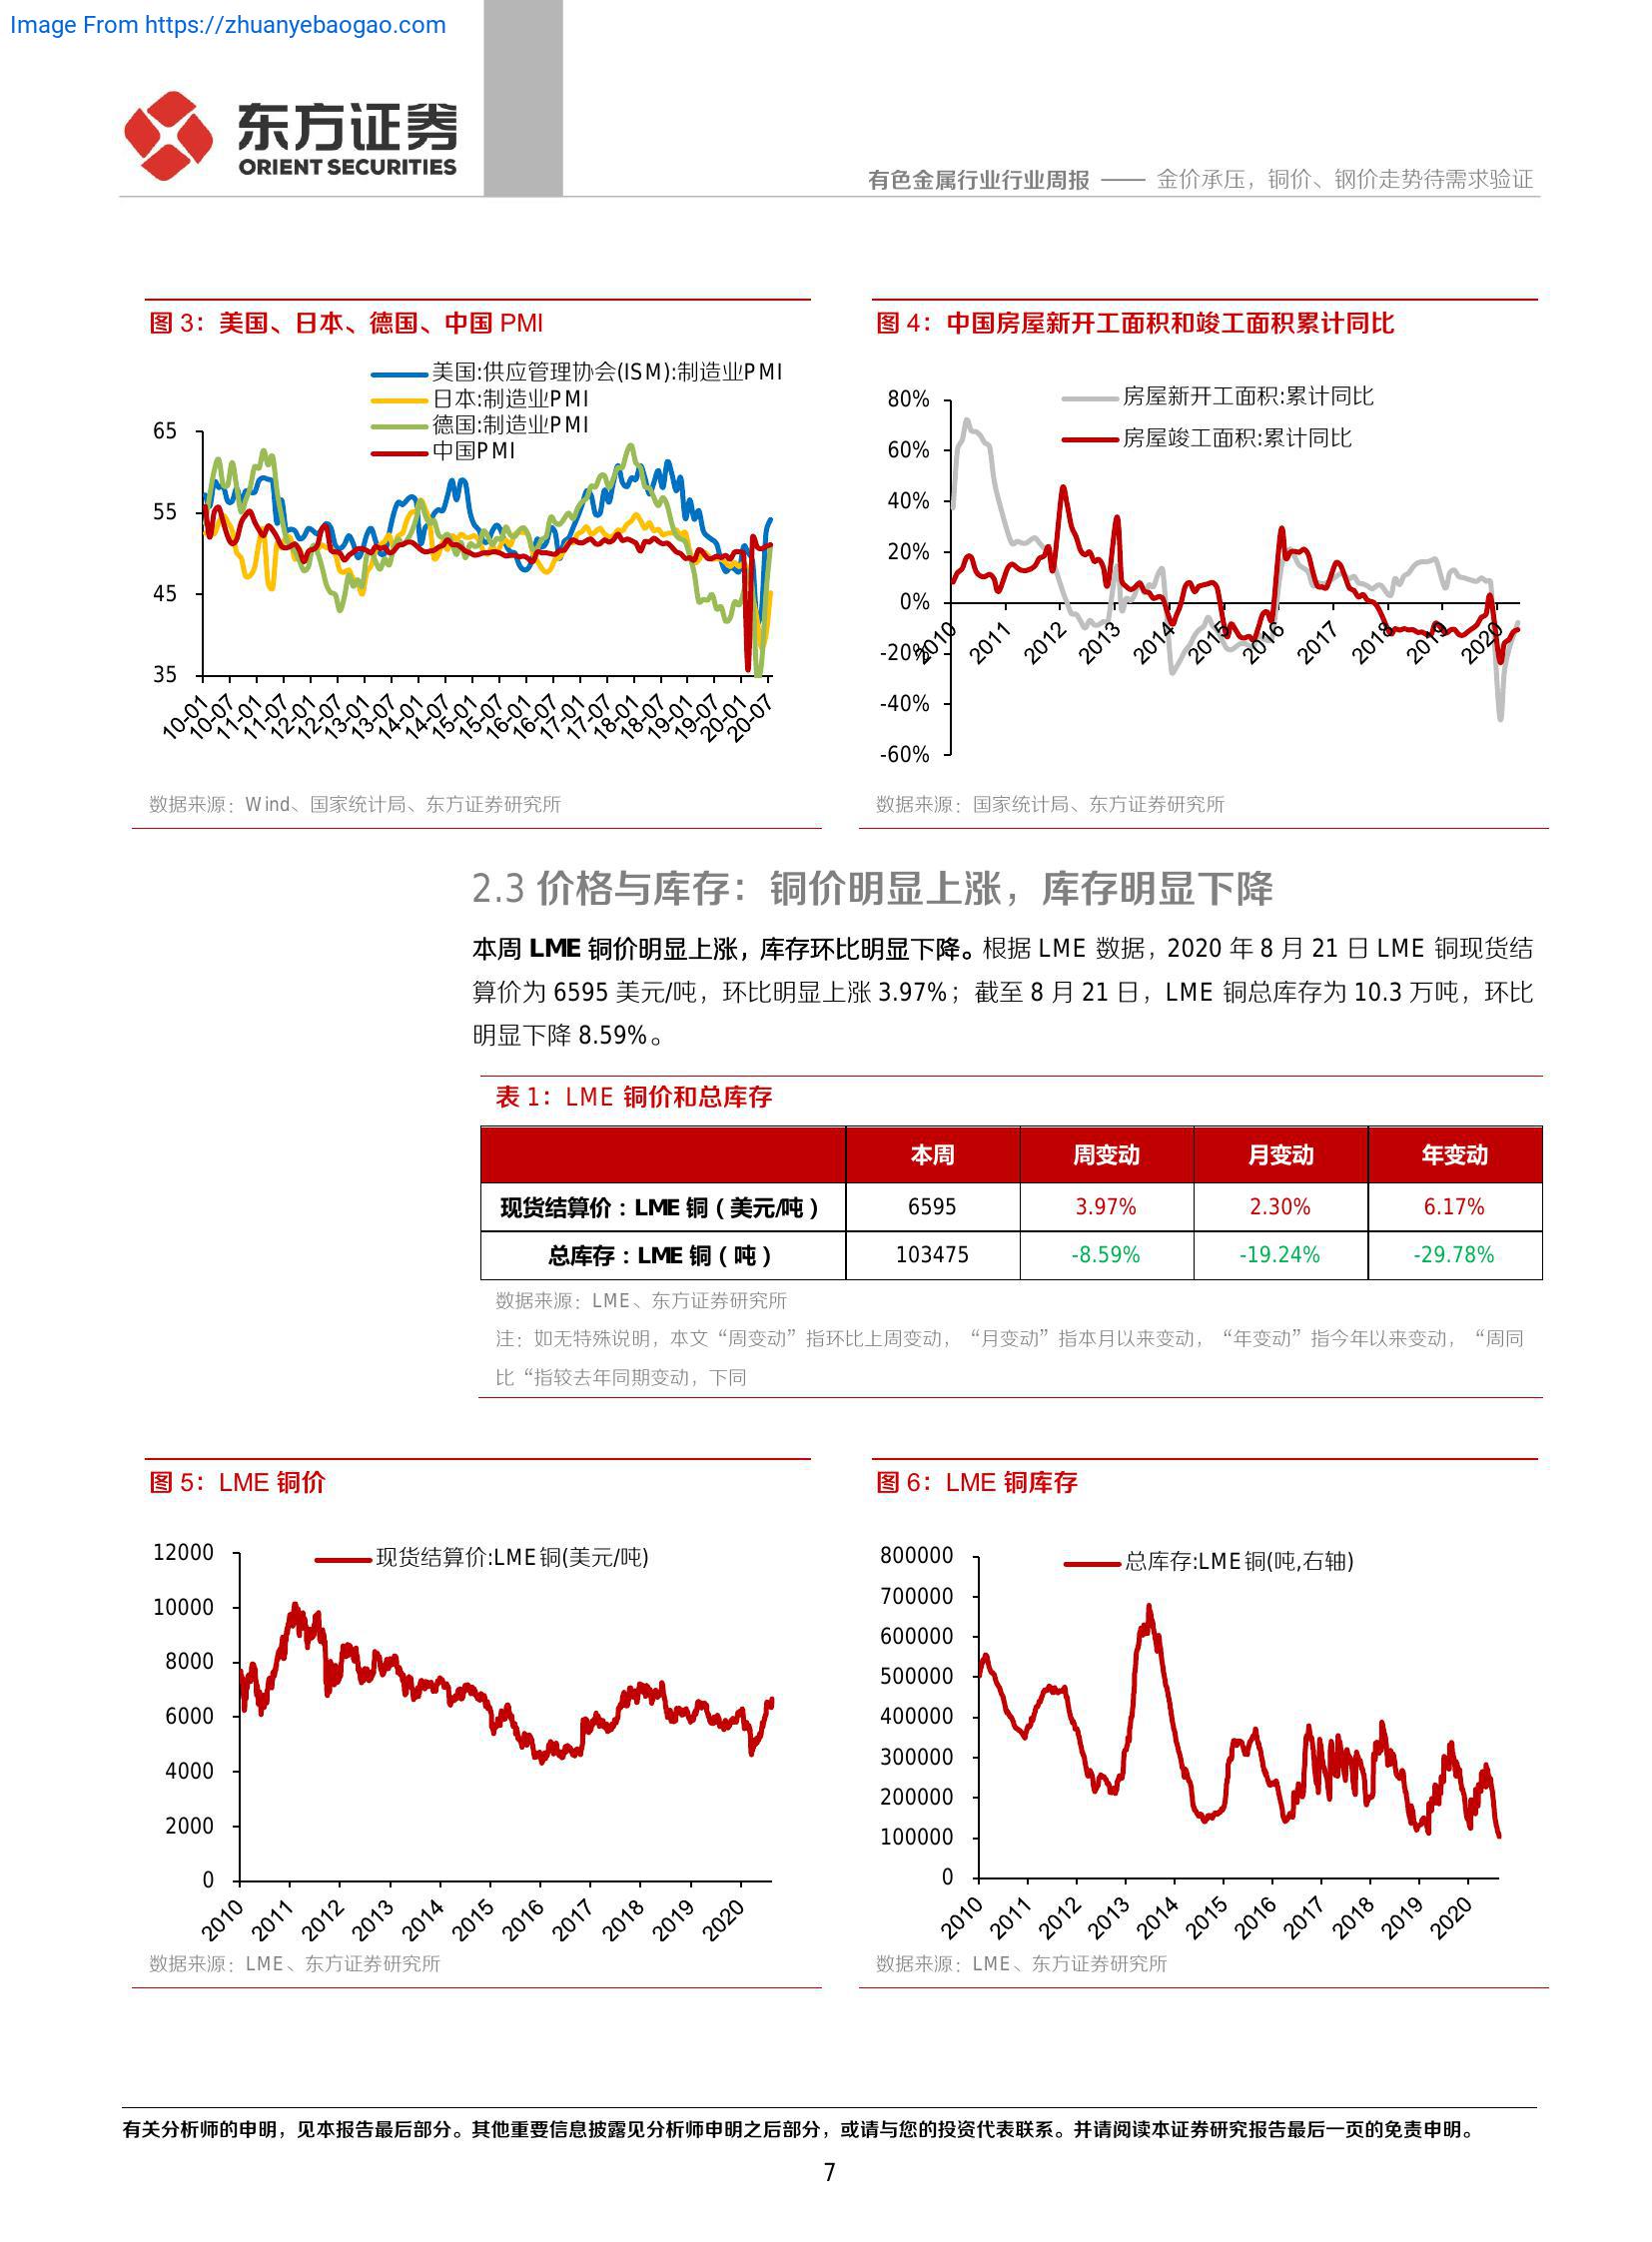 Image From https://zhuanyebaogao.com
东方证券
ORIENT SECURITIES
有色金属行业行业周报 —— 金价承压，铜价、钢价走势待需求验证
图 3：美国、日本、德国、中国 PMI
美国:供应管理协会(ISM):制造业PMI
日本:制造业PMI
德国:制造业PMI
中国PMI
65
55
45
35
10-01
10-07
11-01
11-07
12-01
12-07
13-01
13-07
14-01
14-07
15-01
15-07
16-01
16-07
17-01
17-07
18-01
18-07
19-01
19-07
20-01
20-07
数据来源：Wind、国家统计局、东方证券研究所
图 4：中国房屋新开工面积和竣工面积累计同比
房屋新开工面积:累计同比
房屋竣工面积:累计同比
80%
60%
40%
20%
0%
-20%
-40%
-60%
2010
2011
2012
2013
2014
2015
2016
2017
2018
2019
2020
数据来源：国家统计局、东方证券研究所
2.3 价格与库存：铜价明显上涨，库存明显下降
本周 LME 铜价明显上涨，库存环比明显下降。根据 LME 数据，2020 年 8 月 21 日 LME 铜现货结
算价为 6595 美元/吨，环比明显上涨 3.97%；截至 8 月 21 日，LME 铜总库存为 10.3 万吨，环比
明显下降 8.59%。
表 1：LME 铜价和总库存
本周 周变动 月变动 年变动
现货结算价：LME 铜（美元/吨） 6595 3.97% 2.30% 6.17%
总库存：LME 铜（吨） 103475 -8.59% -19.24% -29.78%
数据来源：LME、东方证券研究所
注：如无特殊说明，本文“周变动”指环比上周变动，“月变动”指本月以来变动，“年变动”指今年以来变动，“周同
比“指较去年同期变动，下同
图 5：LME 铜价
现货结算价:LME铜(美元/吨)
12000
10000
8000
6000
4000
2000
0
2010
2011
2012
2013
2014
2015
2016
2017
2018
2019
2020
数据来源：LME、东方证券研究所
图 6：LME 铜库存
总库存:LME铜(吨,右轴)
800000
700000
600000
500000
400000
300000
200000
100000
0
2010
2011
2012
2013
2014
2015
2016
2017
2018
2019
2020
数据来源：LME、东方证券研究所
有关分析师的申明，见本报告最后部分。其他重要信息披露见分析师申明之后部分，或请与您的投资代表联系。并请阅读本证券研究报告最后一页的免责申明。
7